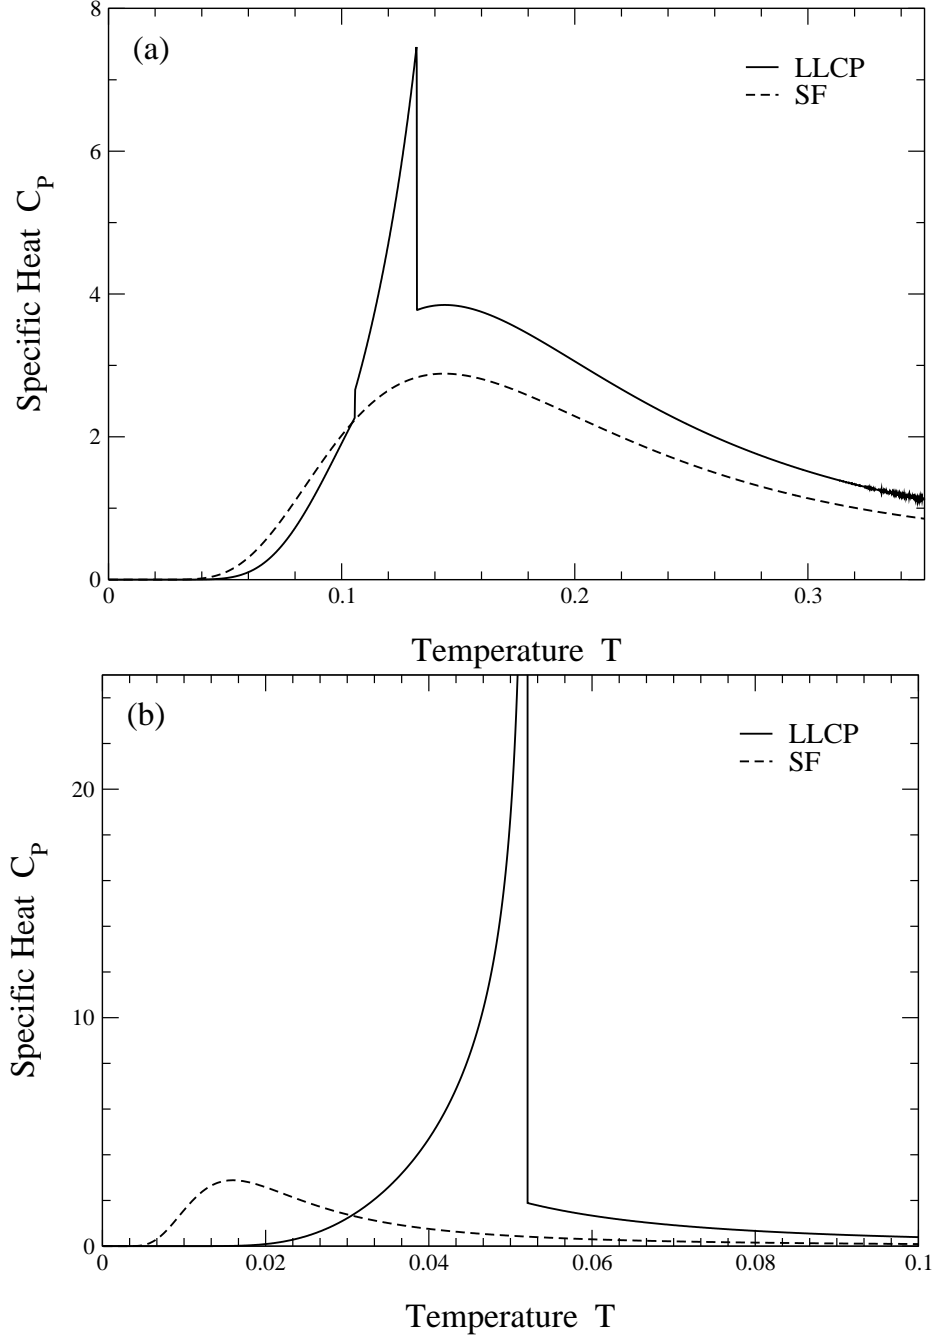 8
(a)
LLCP
SF
6
Specific Heat C_P
4
2
0
0 0.1 0.2 0.3
Temperature T
(b)
LLCP
SF
20
Specific Heat C_P
10
0
0 0.02 0.04 0.06 0.08 0.1
Temperature T